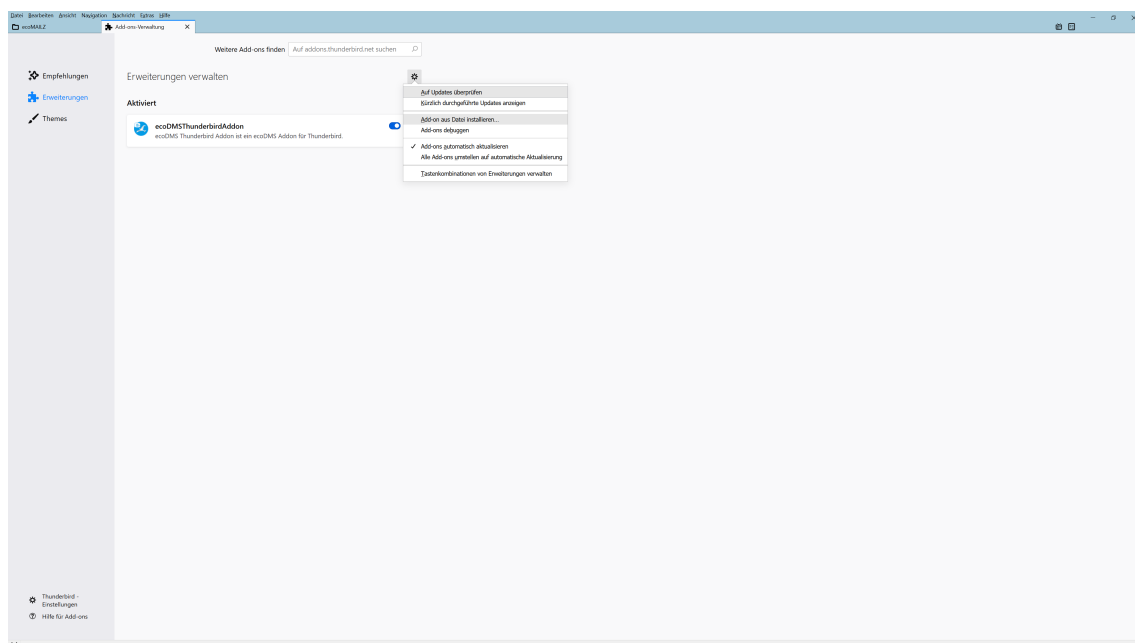 Datei Bearbeiten Ansicht Navigation Nachricht Extras Hilfe
ecoMAILZ
Add-ons-Verwaltung
Weitere Add-ons finden
Auf addons.thunderbird.net suchen
Empfehlungen
Erweiterungen
Themes
Erweiterungen verwalten
Aktiviert
ecoDMSThunderbirdAddon
ecoDMS Thunderbird Addon ist ein ecoDMS Addon für Thunderbird.
Auf Updates überprüfen
Kürzlich durchgeführte Updates anzeigen
Add-on aus Datei installieren...
Add-ons debuggen
Add-ons automatisch aktualisieren
Alle Add-ons umstellen auf automatische Aktualisierung
Tastenkombinationen von Erweiterungen verwalten
Thunderbird -
Einstellungen
Hilfe für Add-ons